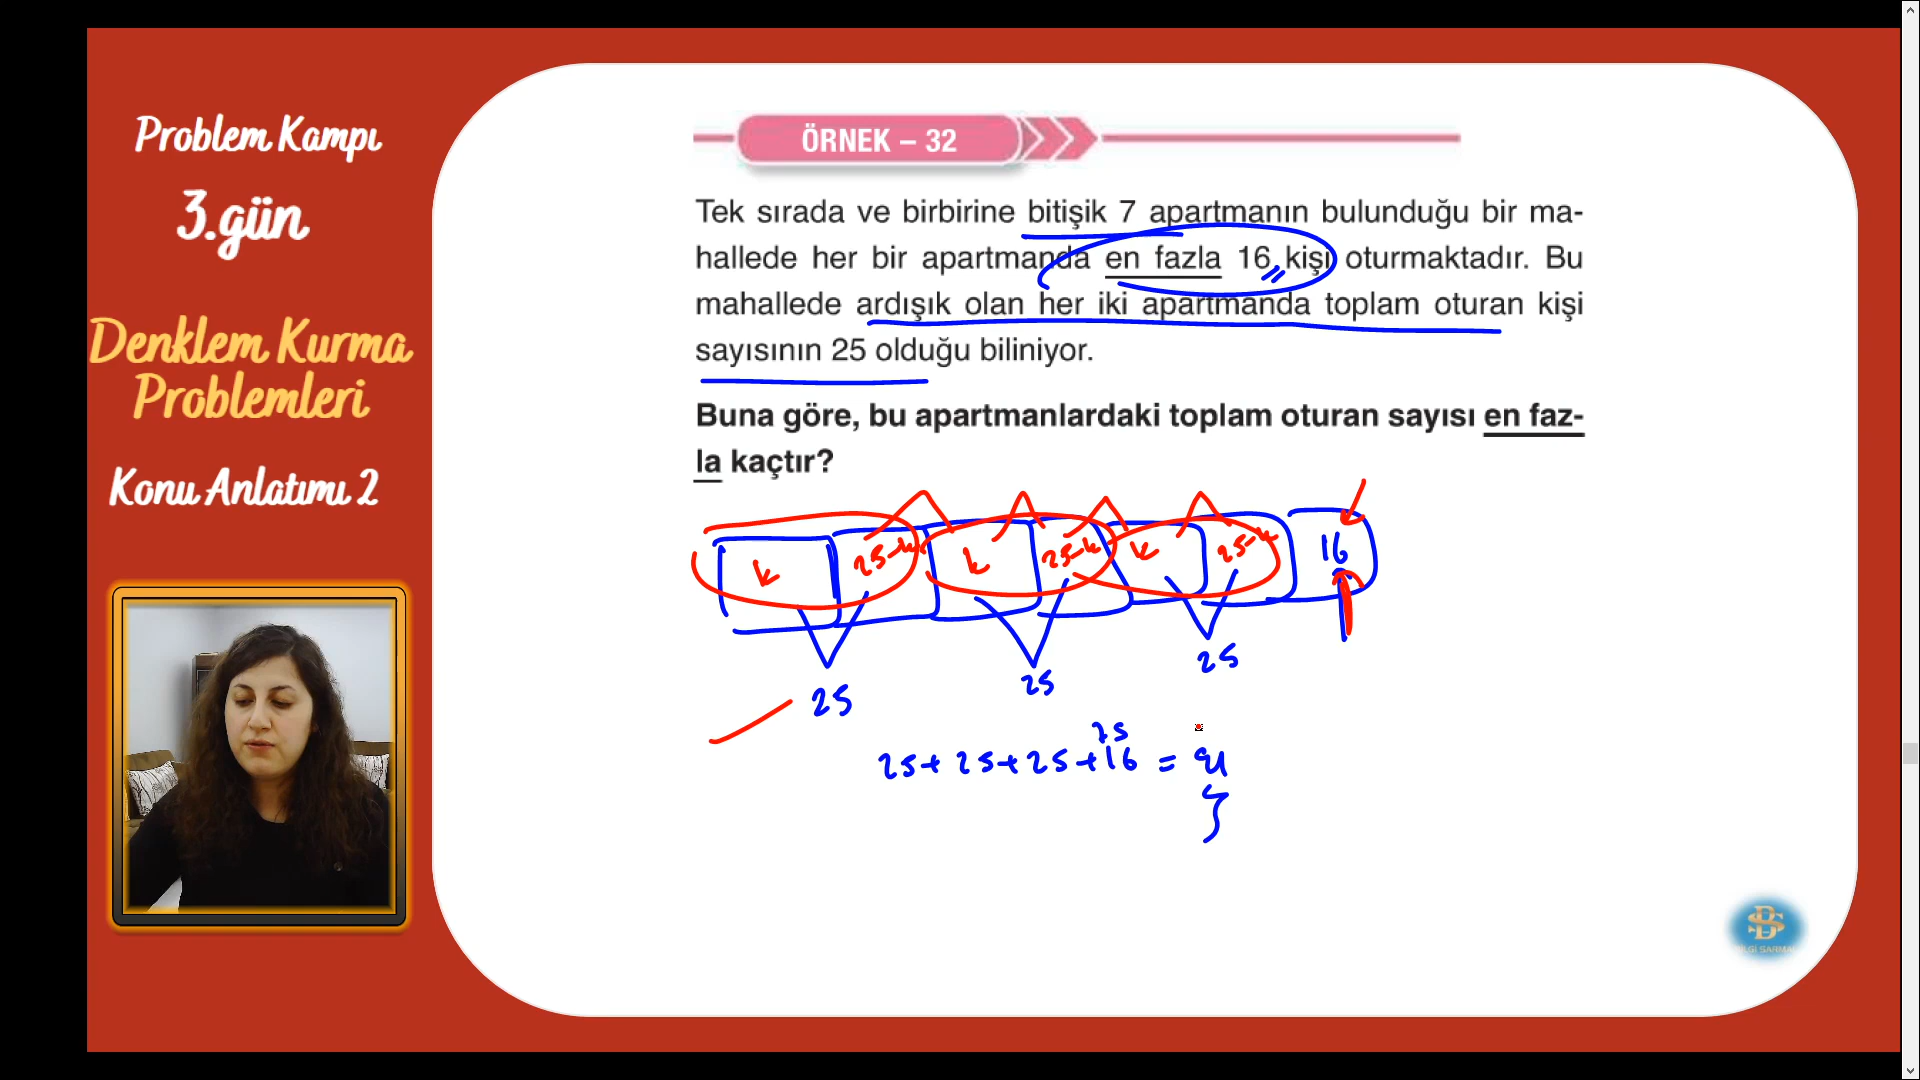 Problem Kampı
3.gün
Denklem Kurma
Problemleri
Konu Anlatımı 2
ÖRNEK – 32
Tek sırada ve birbirine bitişik 7 apartmanın bulunduğu bir ma-
hallede her bir apartmanda en fazla 16 kişi oturmaktadır. Bu
mahallede ardışık olan her iki apartmanda toplam oturan kişi
sayısının 25 olduğu biliniyor.
Buna göre, bu apartmanlardaki toplam oturan sayısı en faz-
la kaçtır?
k 25-k k 25-k k 25-k 16
25 25 25
75
25+25+25+16 = 91